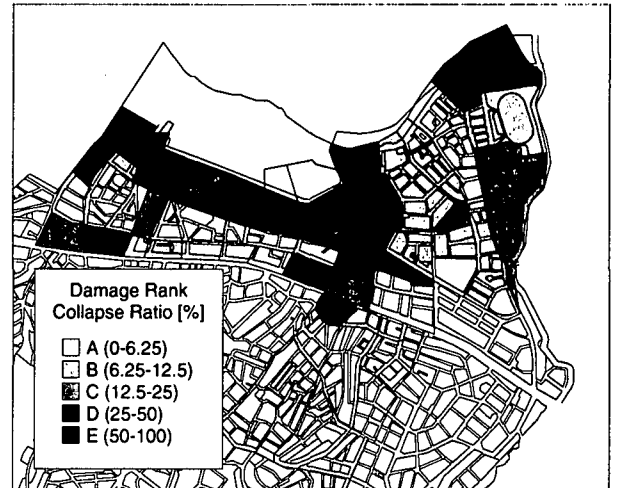 Damage Rank
Collapse Ratio [%]
A (0-6.25)
B (6.25-12.5)
C (12.5-25)
D (25-50)
E (50-100)